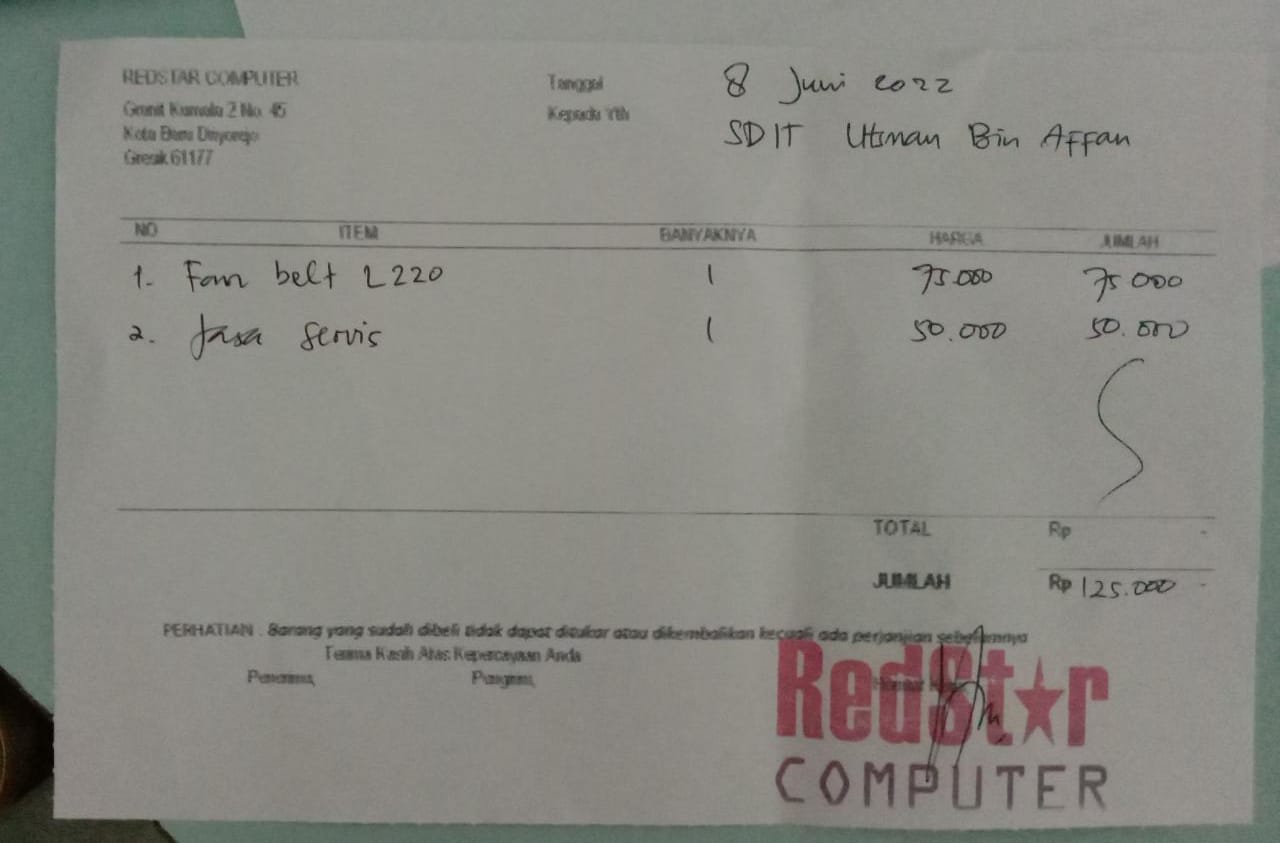 REDSTAR COMPUTER
Granit Kumala 2 No. 45
Kota Baru Driyorejo
Gresik 61177
Tanggal 8 Juni 2022
Kepada Yth SDIT Utsman Bin Affan
NO ITEM BANYAKNYA HARGA JUMLAH
1. Fan belt L220 1 75.000 75 000
2. Jasa Servis 1 50.000 50.000
TOTAL Rp -
JUMLAH Rp 125.000 -
PERHATIAN : Barang yang sudah dibeli tidak dapat ditukar atau dikembalikan kecuali ada perjanjian sebelumnya
Terima Kasih Atas Kepercayaan Anda
Penerima, Pengirim,
RedStar
COMPUTER